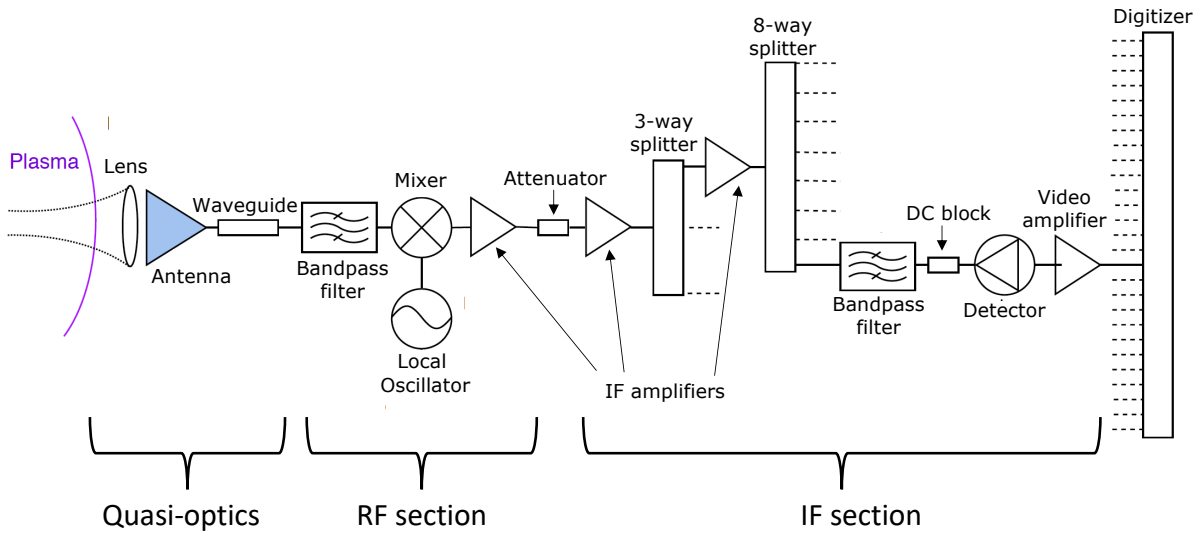 Digitizer
8-way
splitter
3-way
splitter
Plasma
Lens
Waveguide
Antenna
Bandpass
filter
Mixer
Local
Oscillator
Attenuator
IF amplifiers
DC block
Video
amplifier
Bandpass
filter
Detector
Quasi-optics
RF section
IF section